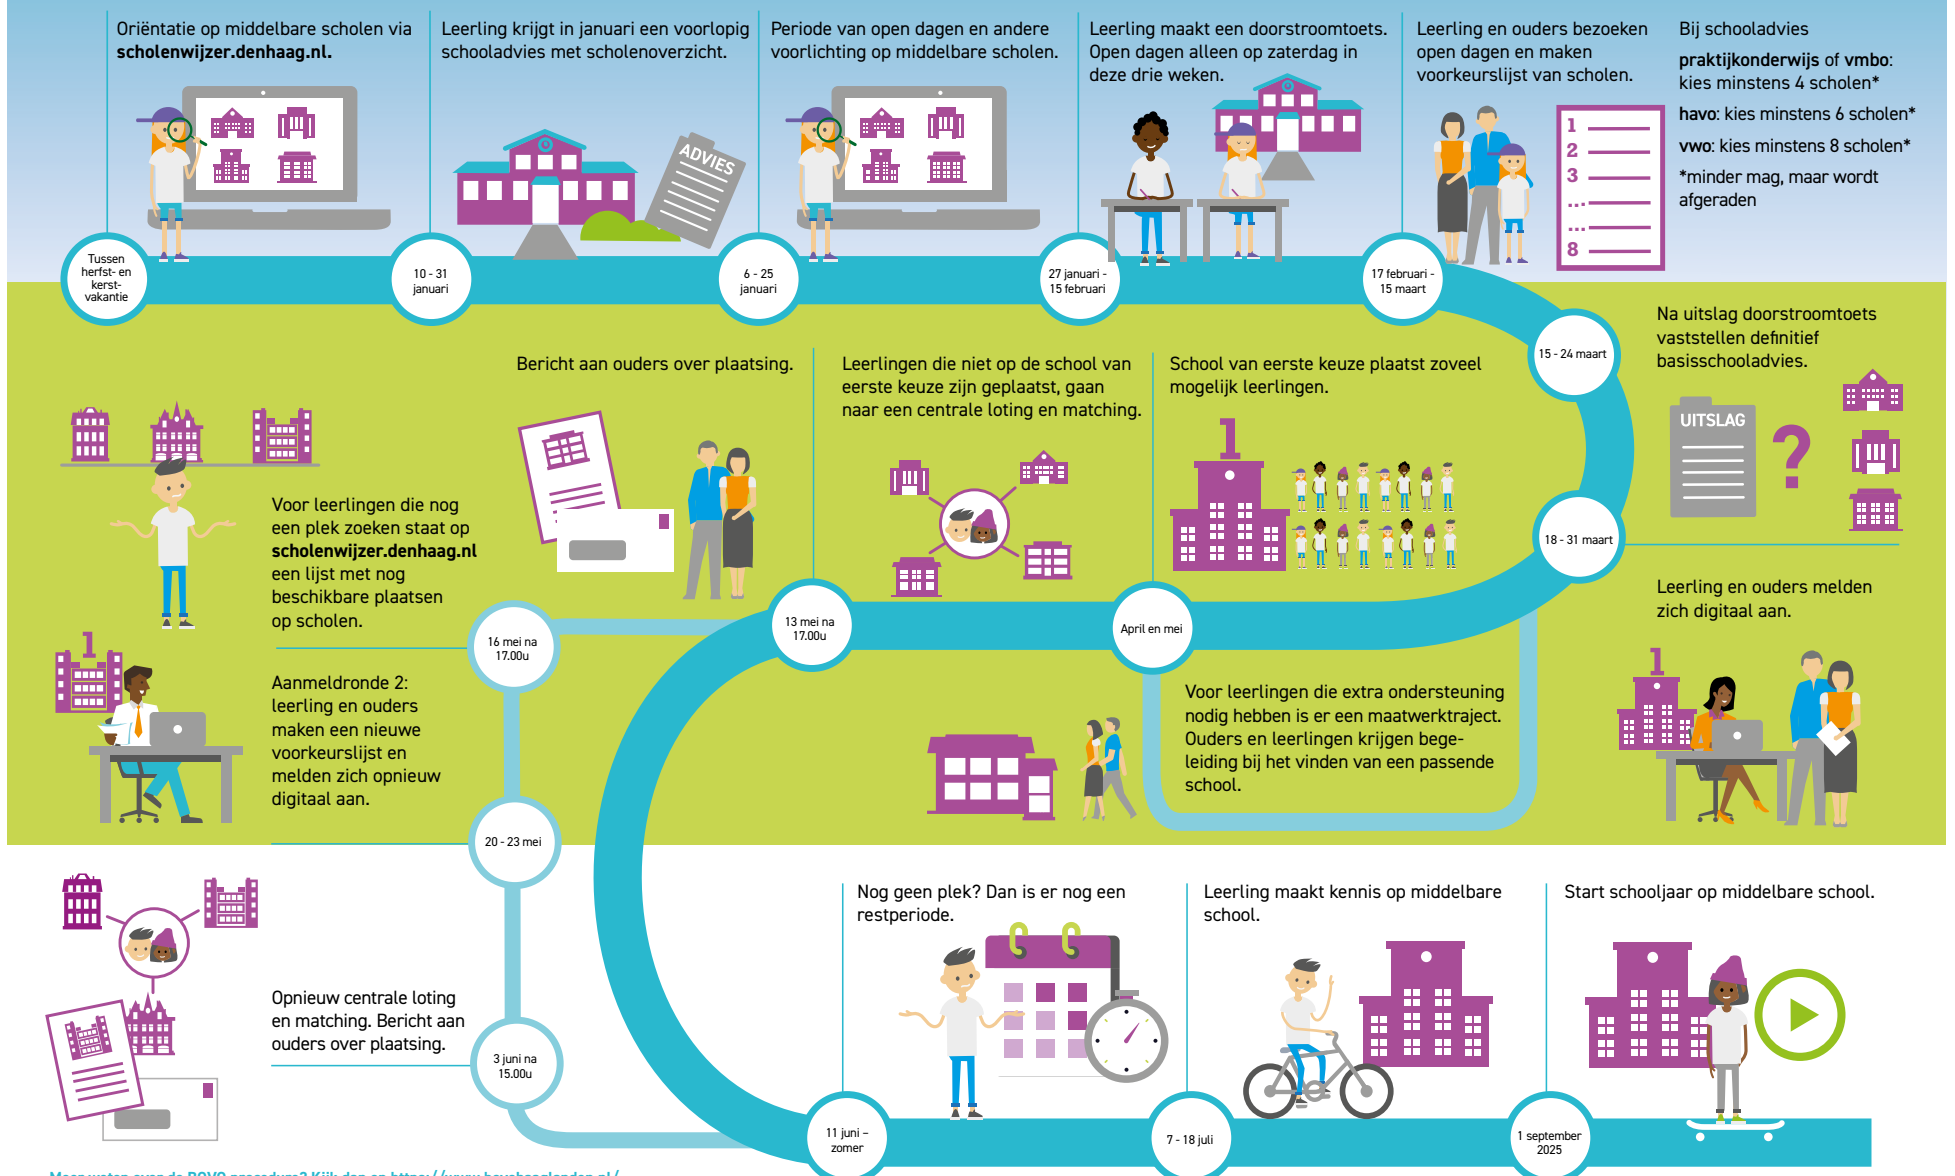 Oriëntatie op middelbare scholen via
scholenwijzer.denhaag.nl.
Tussen
herfst- en
kerst-
vakantie
Leerling krijgt in januari een voorlopig
schooladvies met scholenoverzicht.
ADVIES
10 - 31
januari
Periode van open dagen en andere
voorlichting op middelbare scholen.
6 - 25
januari
Leerling maakt een doorstroomtoets.
Open dagen alleen op zaterdag in
deze drie weken.
27 januari -
15 februari
Leerling en ouders bezoeken
open dagen en maken
voorkeurslijst van scholen.
17 februari -
15 maart
Bij schooladvies
praktijkonderwijs of vmbo:
kies minstens 4 scholen*
havo: kies minstens 6 scholen*
vwo: kies minstens 8 scholen*
*minder mag, maar wordt
afgeraden
1
2
3
...
...
8
15 - 24 maart
Na uitslag doorstroomtoets
vaststellen definitief
basisschooladvies.
UITSLAG
?
18 - 31 maart
Leerling en ouders melden
zich digitaal aan.
1
School van eerste keuze plaatst zoveel
mogelijk leerlingen.
1
April en mei
Voor leerlingen die extra ondersteuning
nodig hebben is er een maatwerktraject.
Ouders en leerlingen krijgen bege-
leiding bij het vinden van een passende
school.
Leerlingen die niet op de school van
eerste keuze zijn geplaatst, gaan
naar een centrale loting en matching.
Bericht aan ouders over plaatsing.
13 mei na
17.00u
Voor leerlingen die nog
een plek zoeken staat op
scholenwijzer.denhaag.nl
een lijst met nog
beschikbare plaatsen
op scholen.
16 mei na
17.00u
1
Aanmeldronde 2:
leerling en ouders
maken een nieuwe
voorkeurslijst en
melden zich opnieuw
digitaal aan.
20 - 23 mei
Opnieuw centrale loting
en matching. Bericht aan
ouders over plaatsing.
3 juni na
15.00u
Nog geen plek? Dan is er nog een
restperiode.
11 juni –
zomer
Leerling maakt kennis op middelbare
school.
7 - 18 juli
Start schooljaar op middelbare school.
1 september
2025
Meer weten over de BOVO procedure? Kijk dan op https://www.bovohaaglanden.nl/